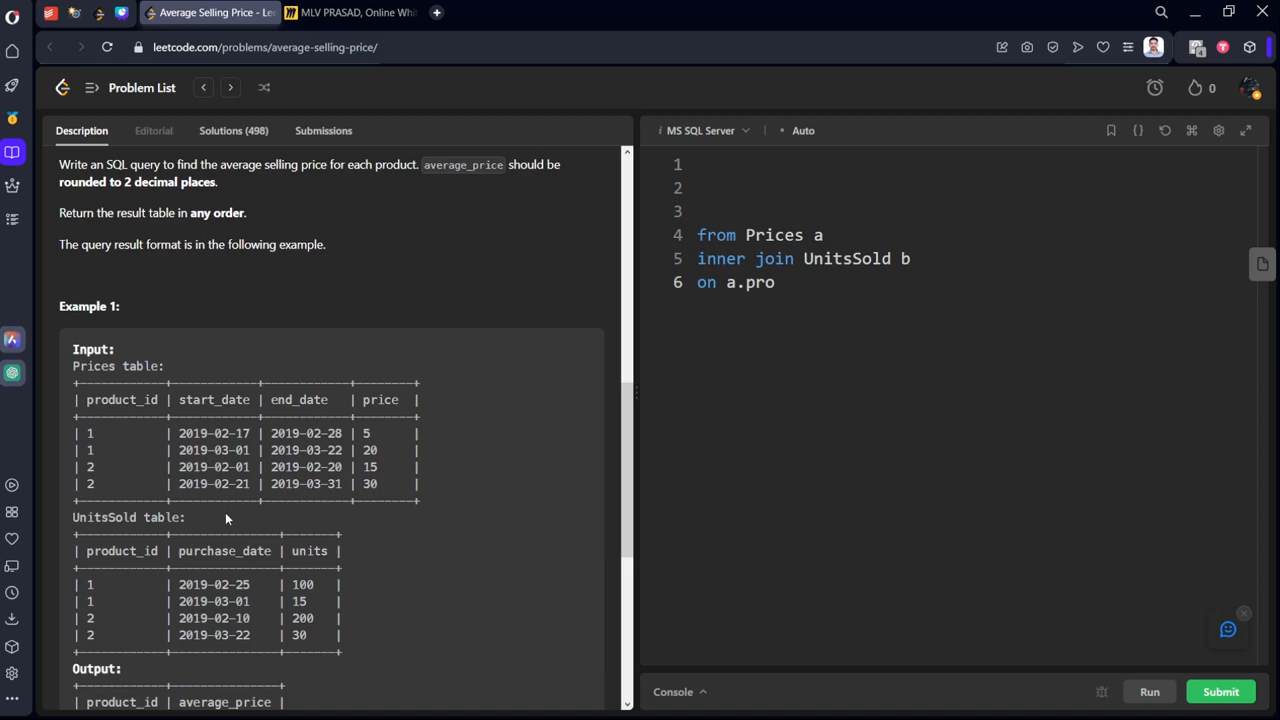 Average Selling Price - Lee
MLV PRASAD, Online Whi
leetcode.com/problems/average-selling-price/
4
Problem List
0
Description
Editorial
Solutions (498)
Submissions
i MS SQL Server
• Auto
Write an SQL query to find the average selling price for each product. average_price should be
rounded to 2 decimal places.
Return the result table in any order.
The query result format is in the following example.
Example 1:
Input:
Prices table:
+------------+------------+------------+--------+
| product_id | start_date | end_date | price |
+------------+------------+------------+--------+
| 1 | 2019-02-17 | 2019-02-28 | 5 |
| 1 | 2019-03-01 | 2019-03-22 | 20 |
| 2 | 2019-02-01 | 2019-02-20 | 15 |
| 2 | 2019-02-21 | 2019-03-31 | 30 |
+------------+------------+------------+--------+
UnitsSold table:
+------------+---------------+-------+
| product_id | purchase_date | units |
+------------+---------------+-------+
| 1 | 2019-02-25 | 100 |
| 1 | 2019-03-01 | 15 |
| 2 | 2019-02-10 | 200 |
| 2 | 2019-03-22 | 30 |
+------------+---------------+-------+
Output:
+------------+---------------+
| product_id | average_price |
1
2
3
4 from Prices a
5 inner join UnitsSold b
6 on a.pro
Console
Run
Submit